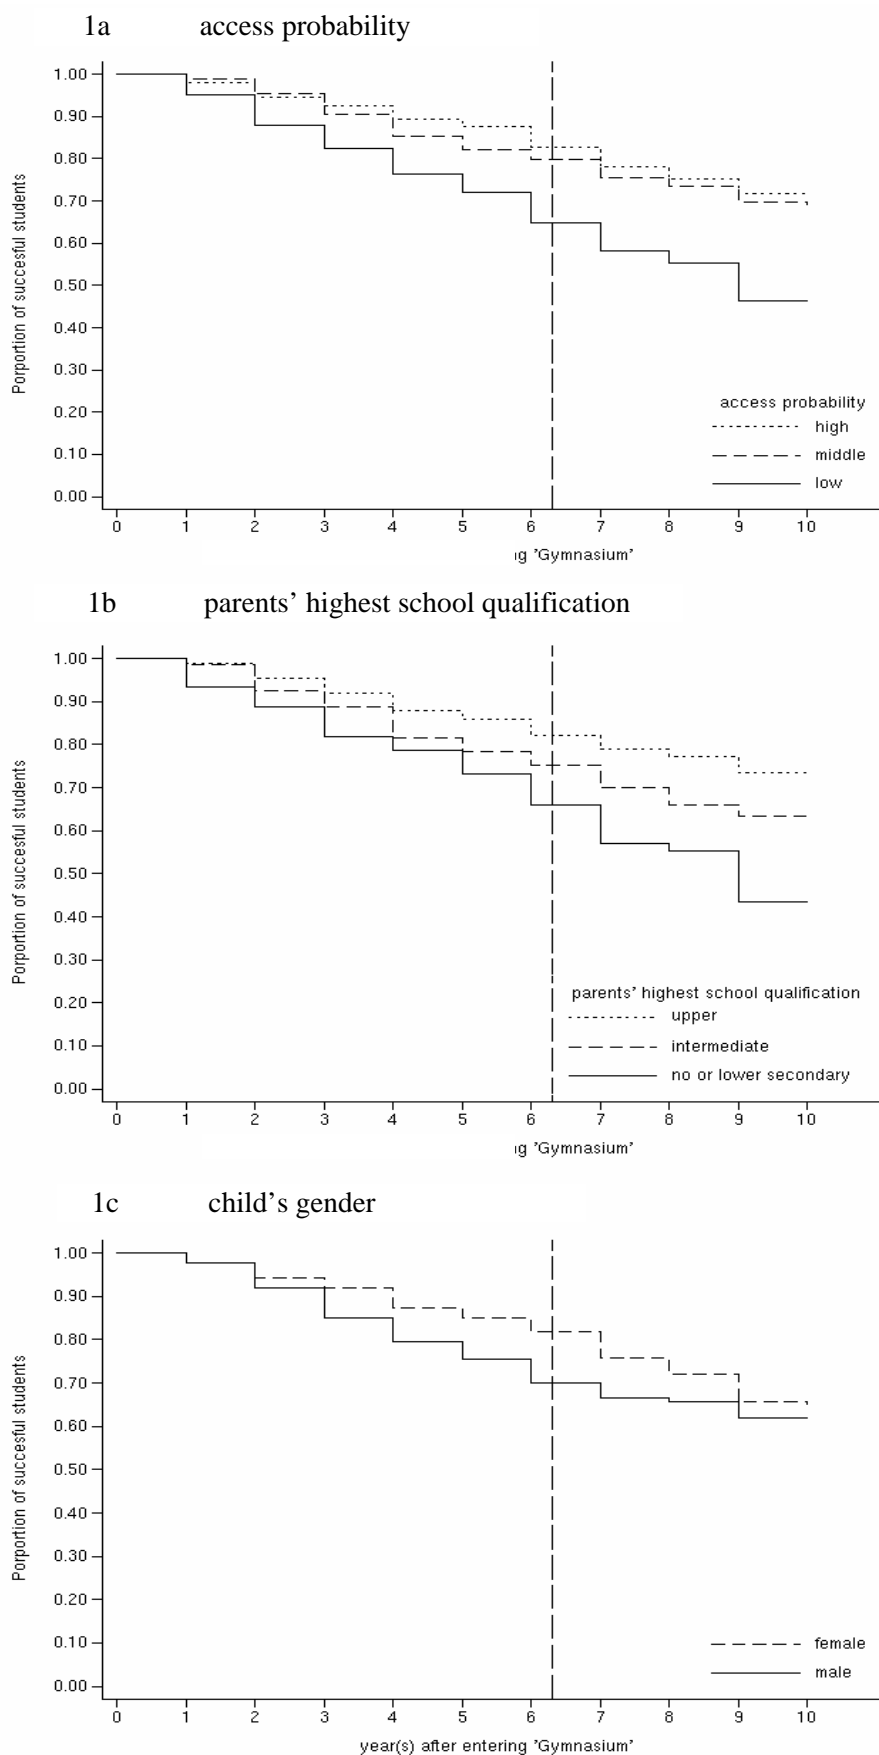 1a access probability
Porportion of succesful students
1.00
0.90
0.80
0.70
0.60
0.50
0.40
0.30
0.20
0.10
0.00
access probability
high
middle
low
0 1 2 3 4 5 6 7 8 9 10
'Gymnasium'
1b parents' highest school qualification
Porportion of succesful students
1.00
0.90
0.80
0.70
0.60
0.50
0.40
0.30
0.20
0.10
0.00
parents' highest school qualification
upper
intermediate
no or lower secondary
0 1 2 3 4 5 6 7 8 9 10
'Gymnasium'
1c child's gender
Porportion of succesful students
1.00
0.90
0.80
0.70
0.60
0.50
0.40
0.30
0.20
0.10
0.00
female
male
0 1 2 3 4 5 6 7 8 9 10
year(s) after entering 'Gymnasium'